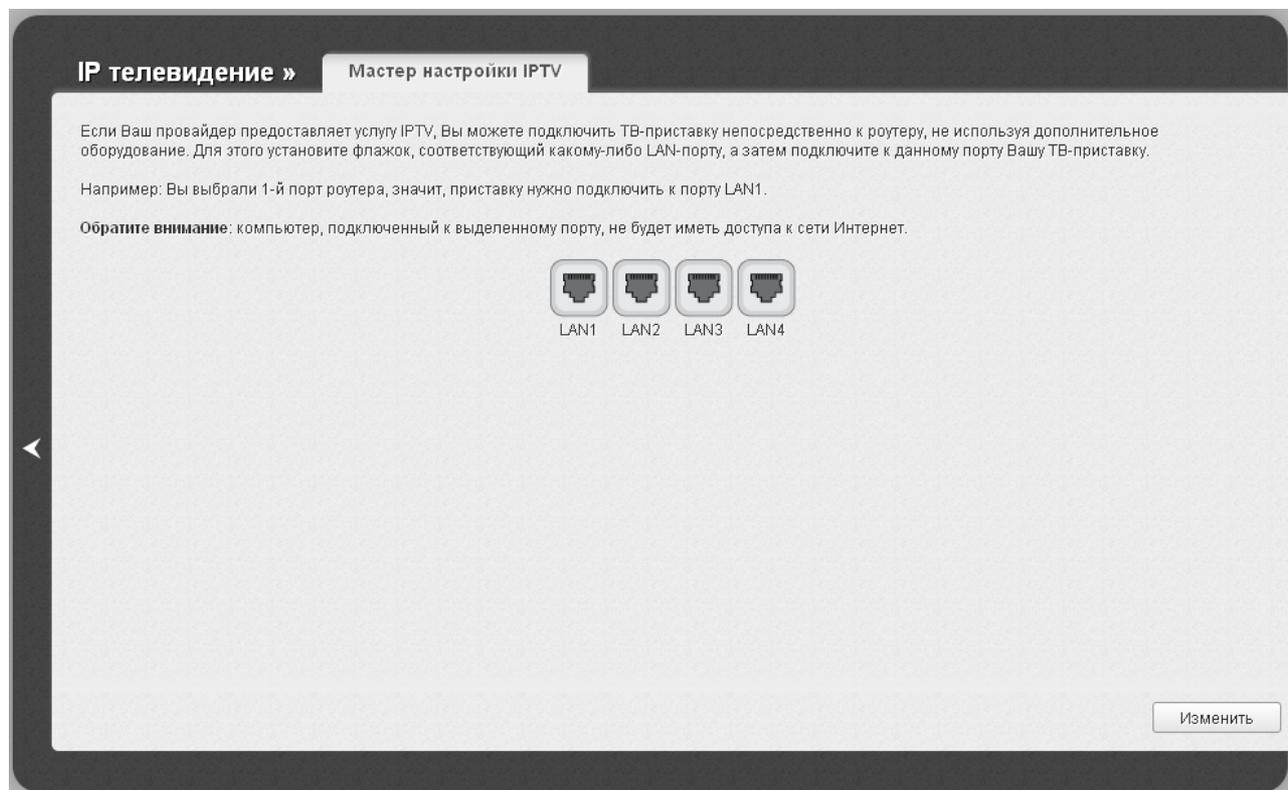 IP телевидение »
Мастер настройки IPTV
Если Ваш провайдер предоставляет услугу IPTV, Вы можете подключить ТВ-приставку непосредственно к роутеру, не используя дополнительное
оборудование. Для этого установите флажок, соответствующий какому-либо LAN-порту, а затем подключите к данному порту Вашу ТВ-приставку.
Например: Вы выбрали 1-й порт роутера, значит, приставку нужно подключить к порту LAN1.
Обратите внимание: компьютер, подключенный к выделенному порту, не будет иметь доступа к сети Интернет.
LAN1 LAN2 LAN3 LAN4
Изменить